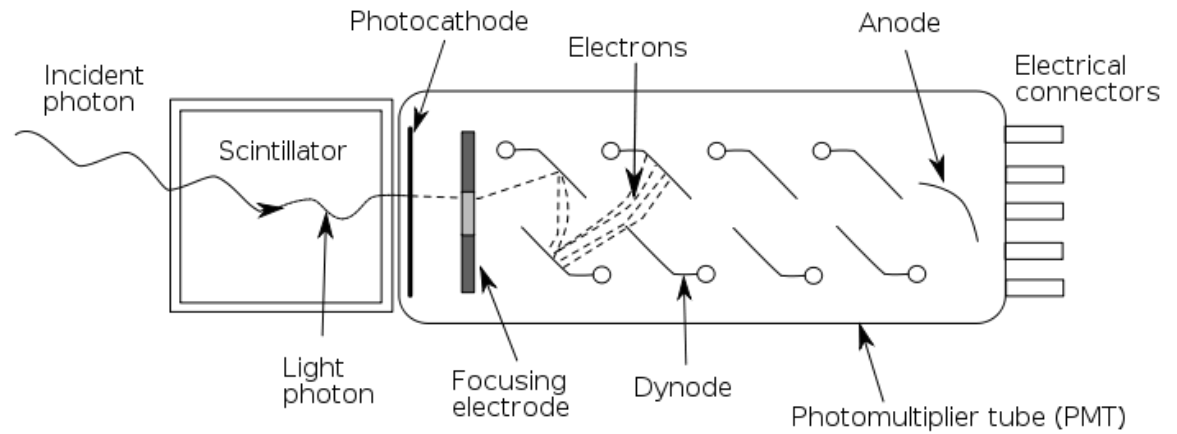 Photocathode
Anode
Electrons
Incident
photon
Electrical
connectors
Scintillator
Light
photon
Focusing
electrode
Dynode
Photomultiplier tube (PMT)